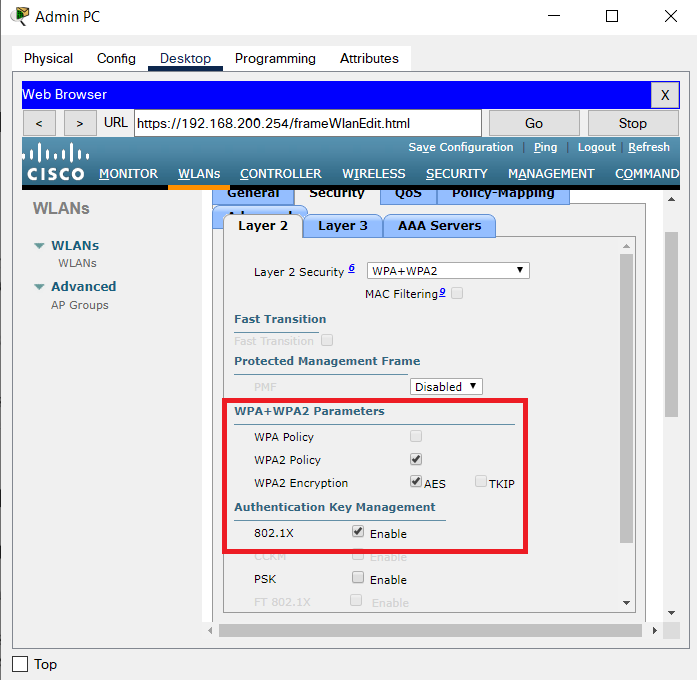 Admin PC
Physical Config Desktop Programming Attributes
Web Browser X
< > URL https://192.168.200.254/frameWlanEdit.html Go Stop
Save Configuration | Ping | Logout | Refresh
CISCO MONITOR WLANs CONTROLLER WIRELESS SECURITY MANAGEMENT COMMAND
General Security QoS Policy-Mapping
WLANs
Advanced
Layer 2 Layer 3 AAA Servers
WLANs
WLANs
Advanced
AP Groups
Layer 2 Security 6 WPA+WPA2
MAC Filtering 9
Fast Transition
Fast Transition
Protected Management Frame
PMF Disabled
WPA+WPA2 Parameters
WPA Policy
WPA2 Policy
WPA2 Encryption AES TKIP
Authentication Key Management
802.1X Enable
CCKM Enable
PSK Enable
FT 802.1X Enable
Top